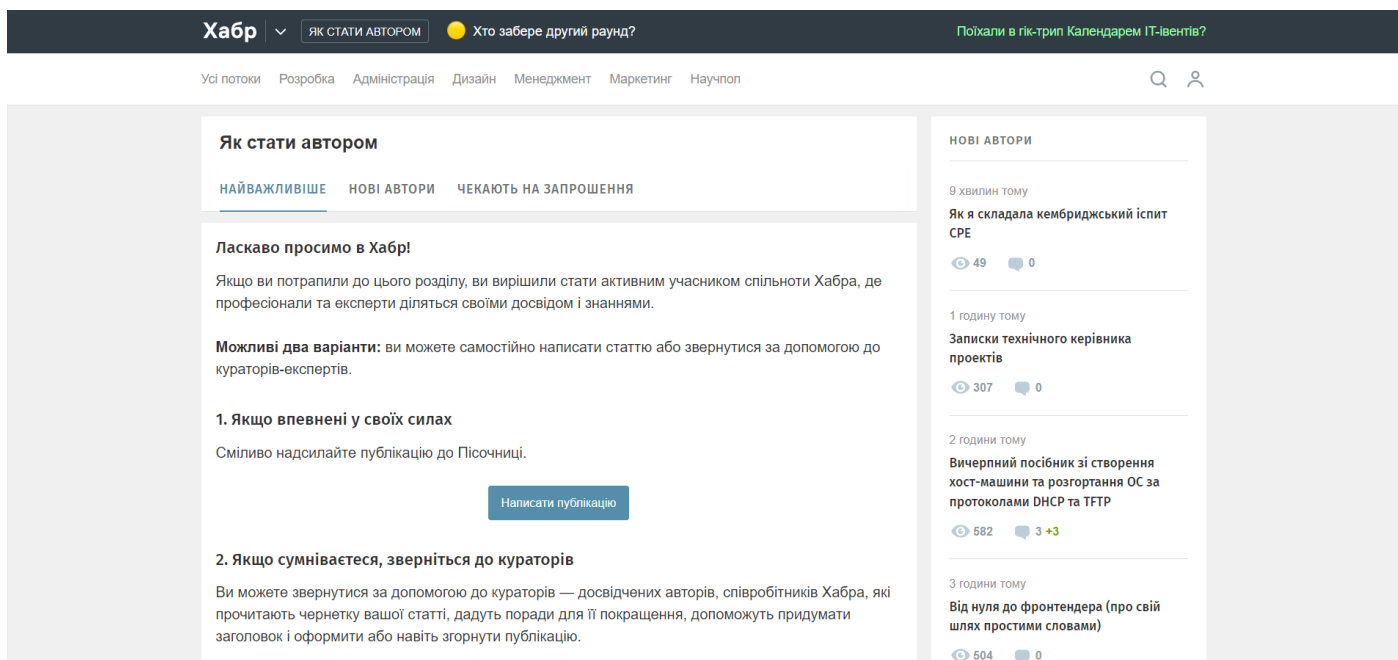 Хабр
ЯК СТАТИ АВТОРОМ
Хто забере другий раунд?
Поїхали в гік-трип Календарем IT-івентів?
Усі потоки Розробка Адміністрація Дизайн Менеджмент Маркетинг Научпоп
Як стати автором
НАЙВАЖЛИВІШЕ НОВІ АВТОРИ ЧЕКАЮТЬ НА ЗАПРОШЕННЯ
Ласкаво просимо в Хабр!
Якщо ви потрапили до цього розділу, ви вирішили стати активним учасником спільноти Хабра, де
професіонали та експерти діляться своїми досвідом і знаннями.
Можливі два варіанти: ви можете самостійно написати статтю або звернутися за допомогою до
кураторів-експертів.
1. Якщо впевнені у своїх силах
Сміливо надсилайте публікацію до Пісочниці.
Написати публікацію
2. Якщо сумніваєтеся, зверніться до кураторів
Ви можете звернутися за допомогою до кураторів — досвідчених авторів, співробітників Хабра, які
прочитають чернетку вашої статті, дадуть поради для її покращення, допоможуть придумати
заголовок і оформити або навіть згорнути публікацію.
НОВІ АВТОРИ
9 хвилин тому
Як я складала кембриджський іспит
CPE
49 0
1 годину тому
Записки технічного керівника
проектів
307 0
2 години тому
Вичерпний посібник зі створення
хост-машини та розгортання ОС за
протоколами DHCP та TFTP
582 3 +3
3 години тому
Від нуля до фронтендера (про свій
шлях простими словами)
504 0